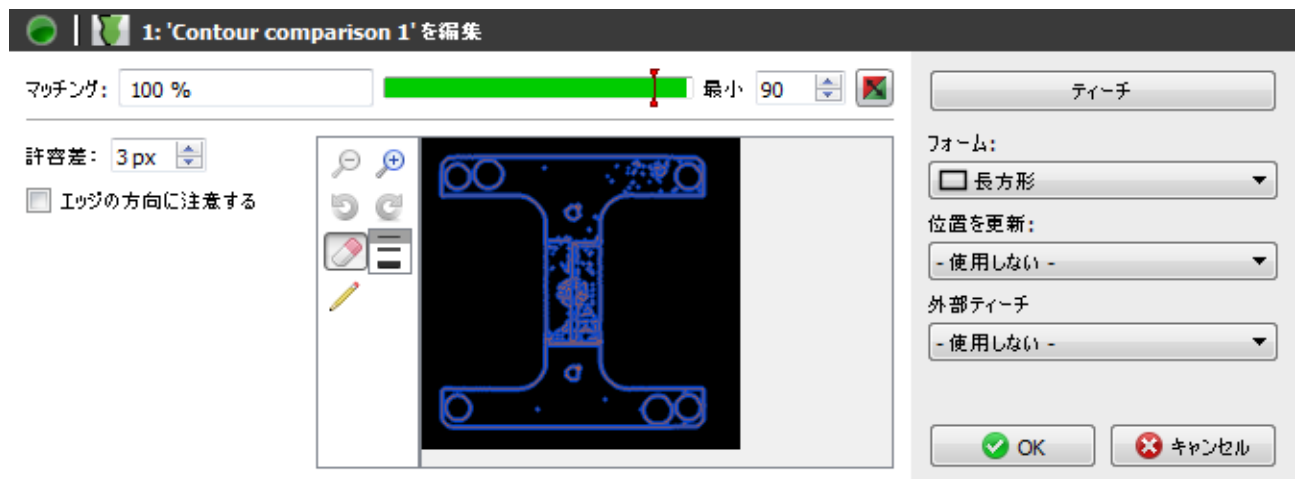 1: 'Contour comparison 1' を編集
マッチング: 100 % 最小 90
許容差: 3 px
エッジの方向に注意する
ティーチ
フォーム:
長方形
位置を更新:
- 使用しない -
外部ティーチ
- 使用しない -
OK キャンセル